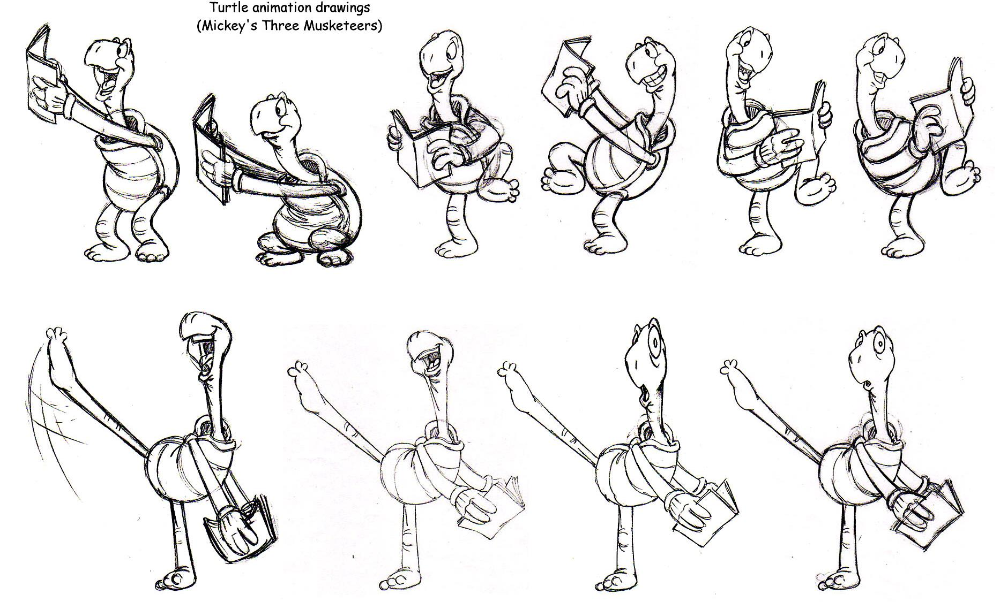 Turtle animation drawings
(Mickey's Three Musketeers)